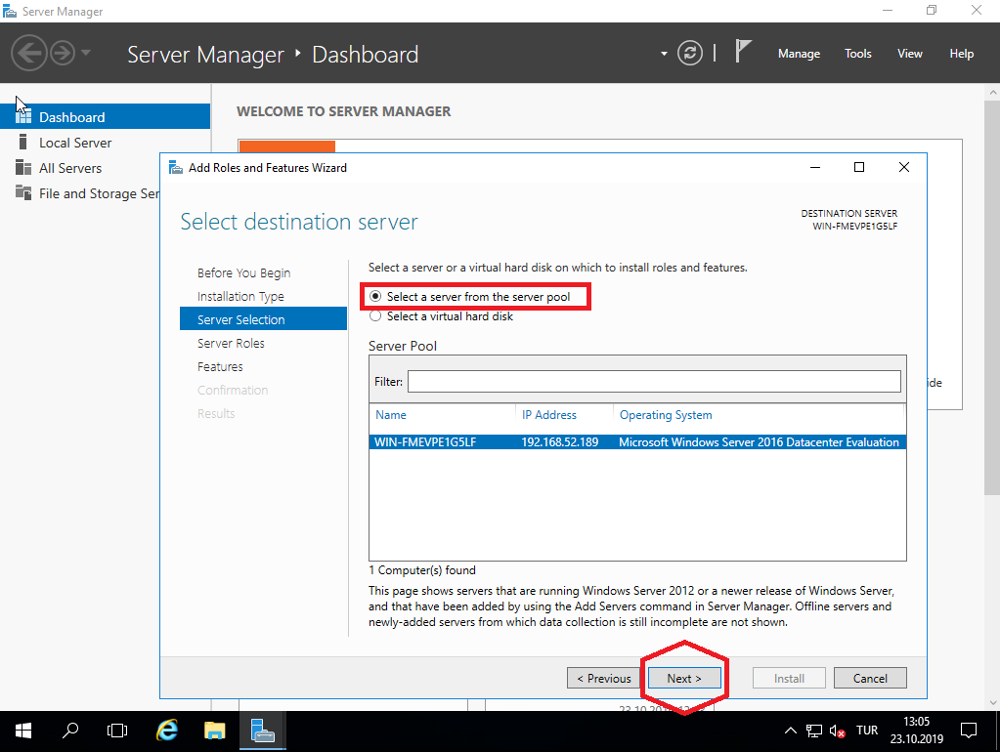 Server Manager
Server Manager ‣ Dashboard
Manage Tools View Help
Dashboard
Local Server
All Servers
File and Storage Ser
WELCOME TO SERVER MANAGER
Add Roles and Features Wizard
Select destination server
DESTINATION SERVER
WIN-FMEVPE1G5LF
Before You Begin
Installation Type
Server Selection
Server Roles
Features
Confirmation
Results
Select a server or a virtual hard disk on which to install roles and features.
Select a server from the server pool
Select a virtual hard disk
Server Pool
Filter:
Name IP Address Operating System
WIN-FMEVPE1G5LF 192.168.52.189 Microsoft Windows Server 2016 Datacenter Evaluation
1 Computer(s) found
This page shows servers that are running Windows Server 2012 or a newer release of Windows Server,
and that have been added by using the Add Servers command in Server Manager. Offline servers and
newly-added servers from which data collection is still incomplete are not shown.
< Previous Next > Install Cancel
ide
TUR
13:05
23.10.2019